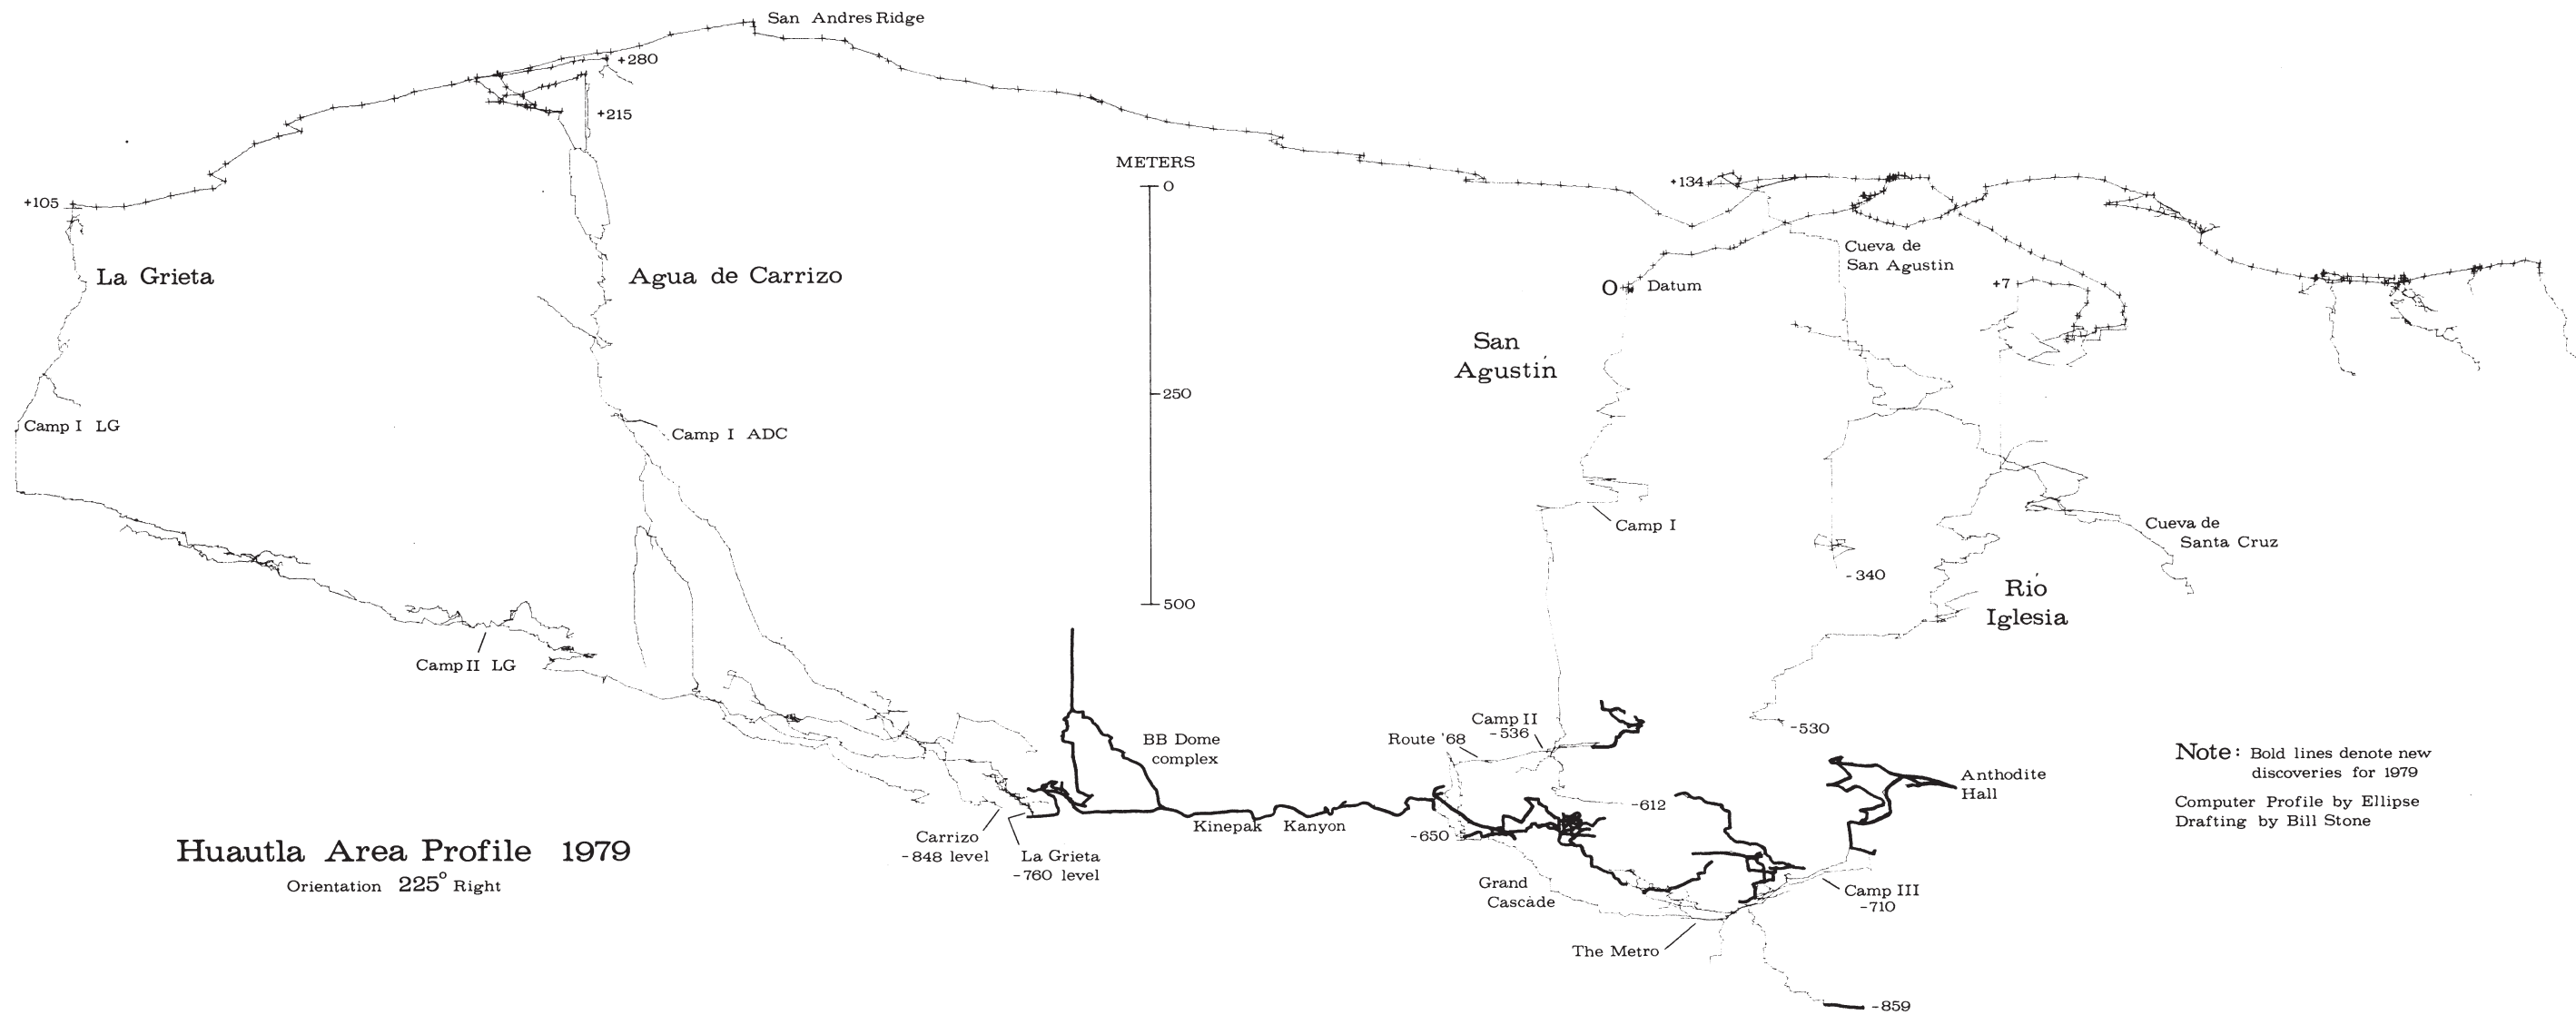 San Andres Ridge
+280
+215
METERS
0
+134
+105
Cueva de
San Agustin
La Grieta
Agua de Carrizo
O
Datum
+7
San
Agustín
250
Camp I LG
Camp I ADC
Camp I
Cueva de
Santa Cruz
-340
Río
Iglesia
500
Camp II LG
Camp II
-536
Route '68
-530
BB Dome
complex
Note: Bold lines denote new
discoveries for 1979
Computer Profile by Ellipse
Drafting by Bill Stone
Anthodite
Hall
-612
Kinepak Kanyon
-650
Carrizo
-848 level
La Grieta
-760 level
Huautla Area Profile 1979
Orientation 225° Right
Grand
Cascade
Camp III
-710
The Metro
-859